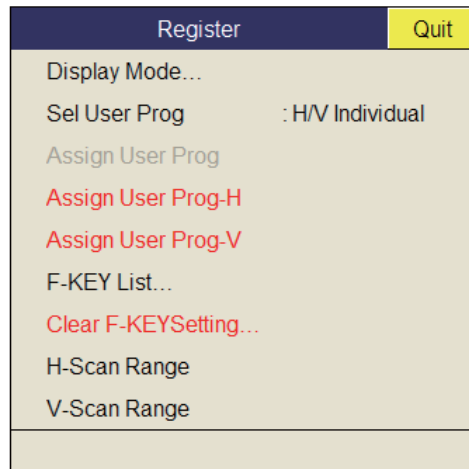 Register Quit
Display Mode...
Sel User Prog : H/V Individual
Assign User Prog
Assign User Prog-H
Assign User Prog-V
F-KEY List...
Clear F-KEYSetting...
H-Scan Range
V-Scan Range